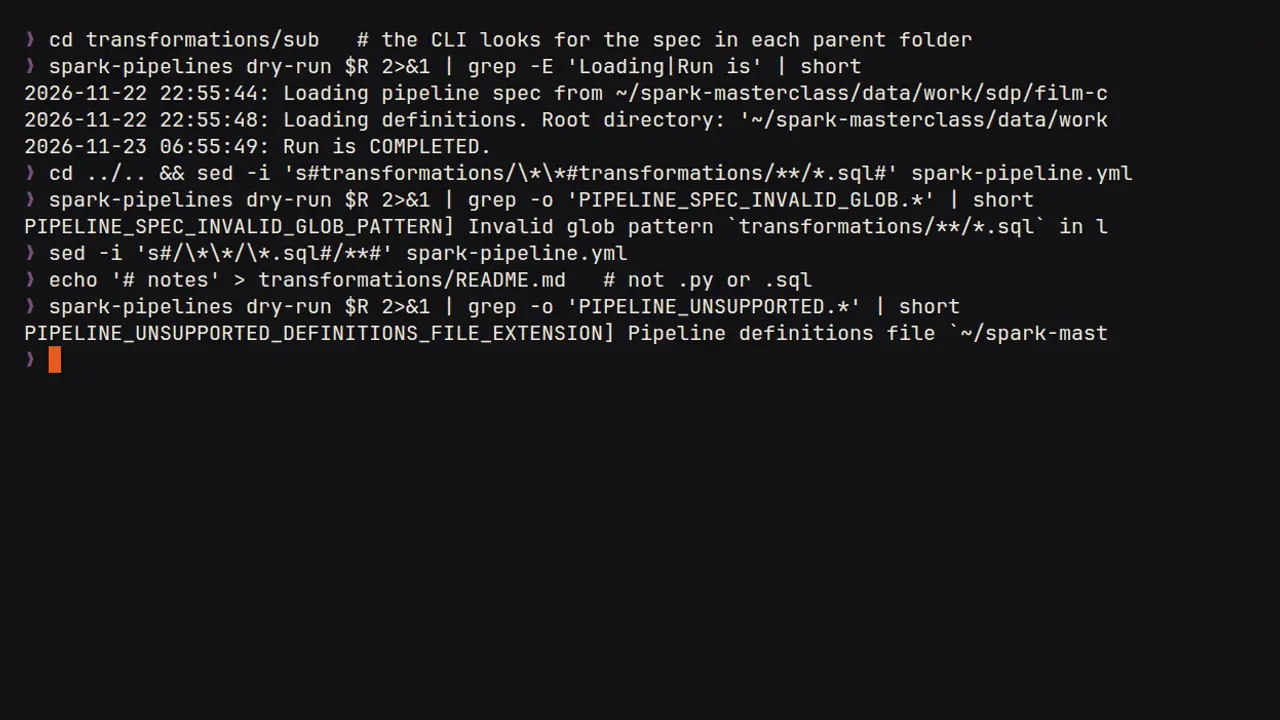 ❯ cd transformations/sub   # the CLI looks for the spec in each parent folder
❯ spark-pipelines dry-run $R 2>&1 | grep -E 'Loading|Run is' | short
2026-11-22 22:55:44: Loading pipeline spec from ~/spark-masterclass/data/work/sdp/film-c
2026-11-22 22:55:48: Loading definitions. Root directory: '~/spark-masterclass/data/work
2026-11-23 06:55:49: Run is COMPLETED.
❯ cd ../.. && sed -i 's#transformations/\*\*#transformations/**/*.sql#' spark-pipeline.yml
❯ spark-pipelines dry-run $R 2>&1 | grep -o 'PIPELINE_SPEC_INVALID_GLOB.*' | short
PIPELINE_SPEC_INVALID_GLOB_PATTERN] Invalid glob pattern `transformations/**/*.sql` in l
❯ sed -i 's#/\*\*/\*.sql#/**#' spark-pipeline.yml
❯ echo '# notes' > transformations/README.md   # not .py or .sql
❯ spark-pipelines dry-run $R 2>&1 | grep -o 'PIPELINE_UNSUPPORTED.*' | short
PIPELINE_UNSUPPORTED_DEFINITIONS_FILE_EXTENSION] Pipeline definitions file `~/spark-mast
❯